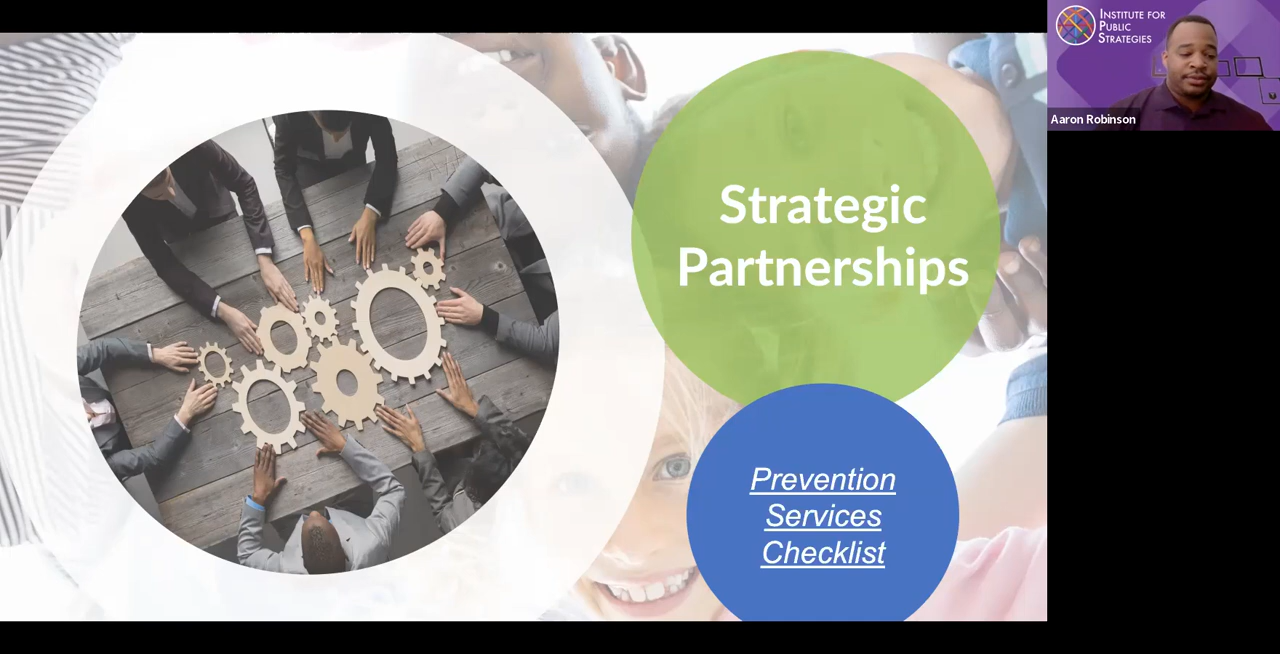 Strategic
Partnerships
Prevention
Services
Checklist
INSTITUTE FOR
PUBLIC
STRATEGIES
Aaron Robinson